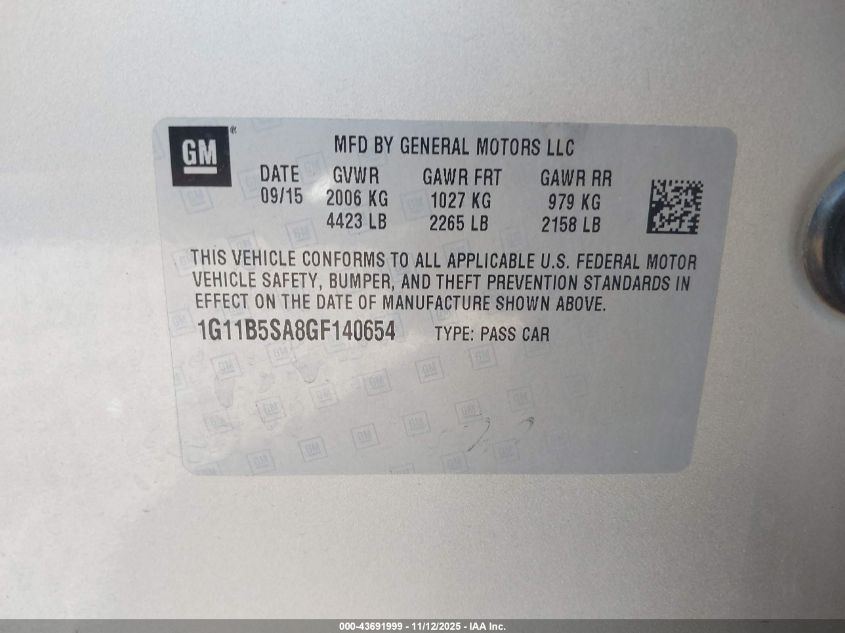 GM
®
MFD BY GENERAL MOTORS LLC
DATE GVWR GAWR FRT GAWR RR
09/15 2006 KG 1027 KG 979 KG
4423 LB 2265 LB 2158 LB
THIS VEHICLE CONFORMS TO ALL APPLICABLE U.S. FEDERAL MOTOR
VEHICLE SAFETY, BUMPER, AND THEFT PREVENTION STANDARDS IN
EFFECT ON THE DATE OF MANUFACTURE SHOWN ABOVE.
1G11B5SA8GF140654 TYPE: PASS CAR
000-43691999 - 11/12/2025 - IAA Inc.